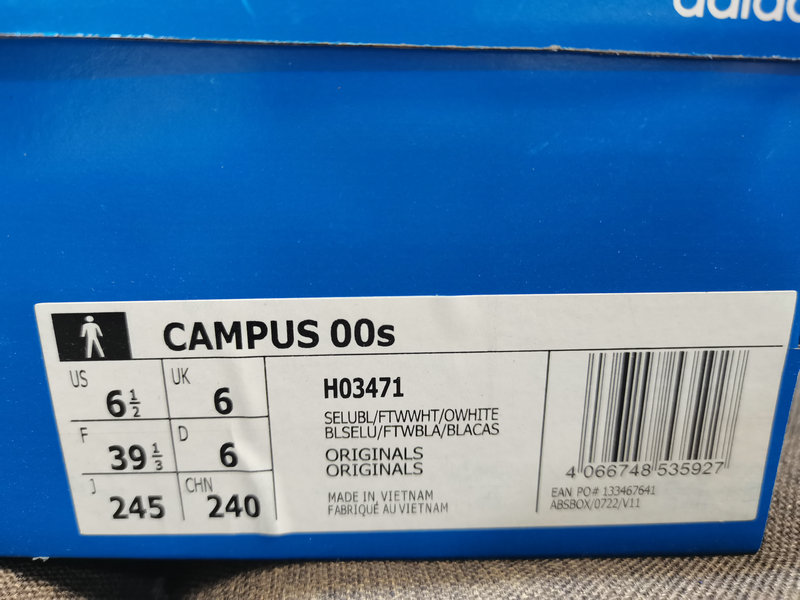 adidas
CAMPUS 00s
US 6 1/2 UK 6
F 39 1/3 D 6
J 245 CHN 240
H03471
SELUBL/FTWWHT/OWHITE
BLSELU/FTWBLA/BLACAS
ORIGINALS
ORIGINALS
MADE IN VIETNAM
FABRIQUÉ AU VIETNAM
4 066748 535927
EAN PO# 133467641
ABSBOX/0722/V11